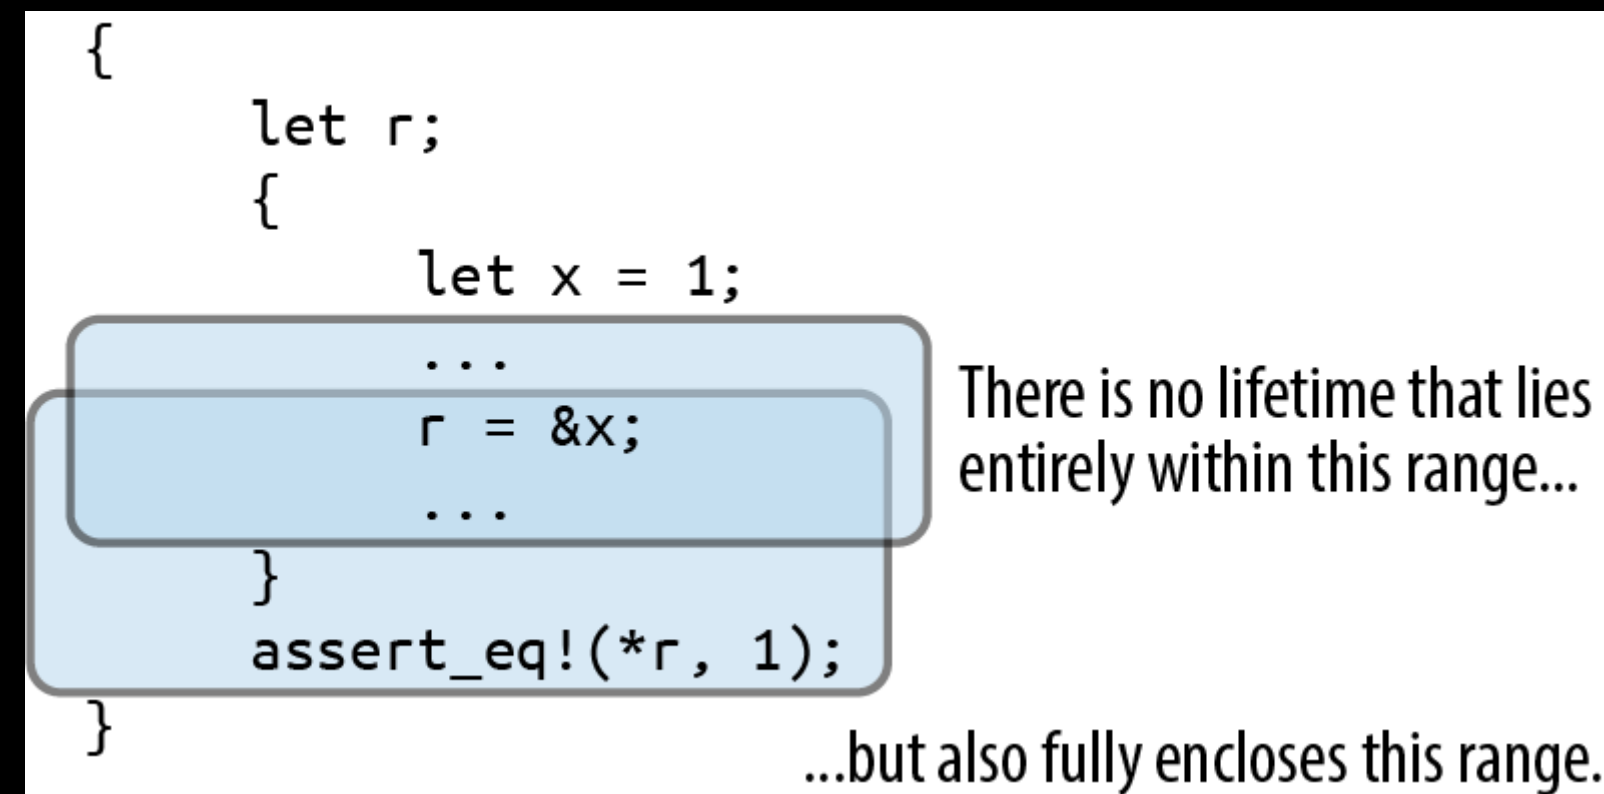 {
let r;
{
let x = 1;
...
r = &x;
...
}
assert_eq!(*r, 1);
}
There is no lifetime that lies
entirely within this range...
...but also fully encloses this range.